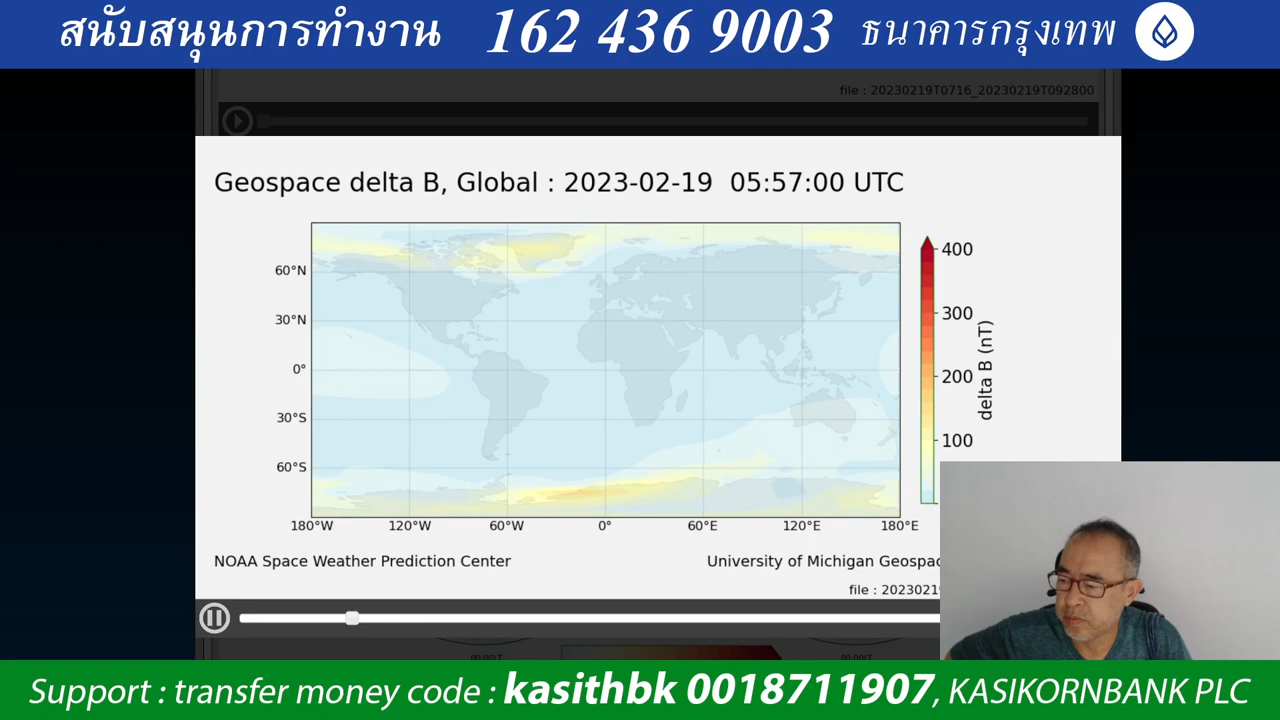 สนับสนุนการทำงาน 162 436 9003 ธนาคารกรุงเทพ
file : 20230219T0716_20230219T092800
Geospace delta B, Global : 2023-02-19 05:57:00 UTC
400
60°N
300
30°N
0°
200
delta B (nT)
30°S
100
60°S
180°W 120°W 60°W 0° 60°E 120°E 180°E
NOAA Space Weather Prediction Center University of Michigan
file :
Support : transfer money code : kasithbk 0018711907, KASIKORNBANK PLC